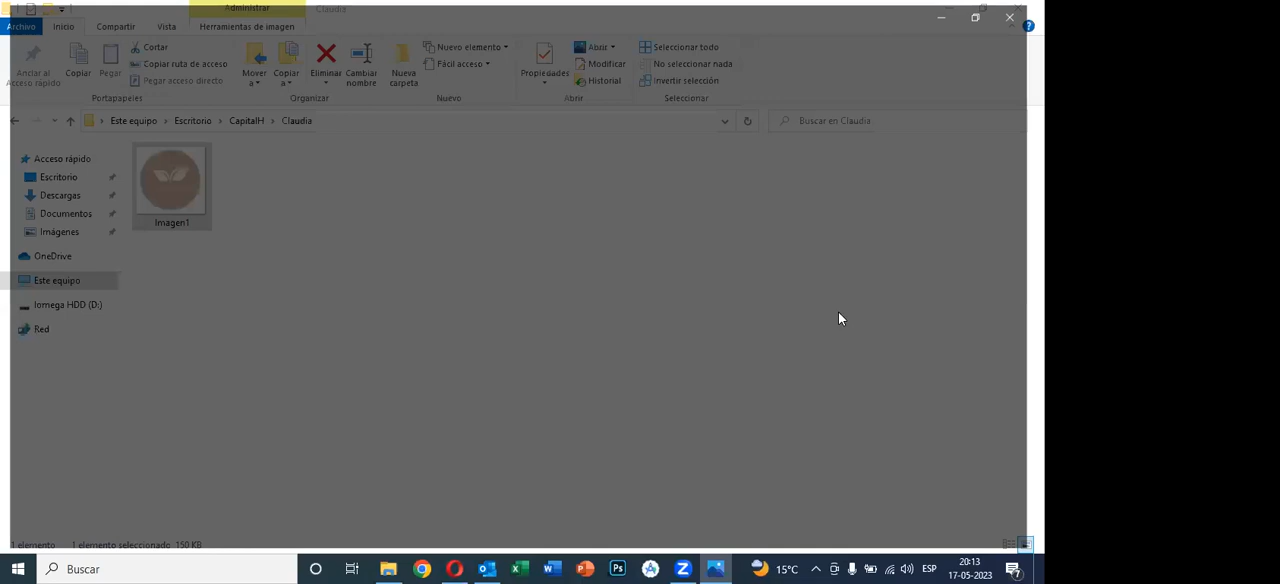 Administrar
Claudia
Archivo Inicio Compartir Vista Herramientas de imagen
Anclar al Acceso rápido
Copiar
Pegar
Cortar
Copiar ruta de acceso
Pegar acceso directo
Mover a
Copiar a
Eliminar
Cambiar nombre
Nueva carpeta
Nuevo elemento
Fácil acceso
Propiedades
Abrir
Modificar
Historial
Seleccionar todo
No seleccionar nada
Invertir selección
Portapapeles Organizar Nuevo Abrir Seleccionar
Este equipo > Escritorio > CapitalH > Claudia
Buscar en Claudia
Acceso rápido
Escritorio
Descargas
Documentos
Imágenes
OneDrive
Este equipo
Iomega HDD (D:)
Red
Imagen1
1 elemento 1 elemento seleccionado 150 KB
Buscar
15°C
ESP
20:13
17-05-2023
7